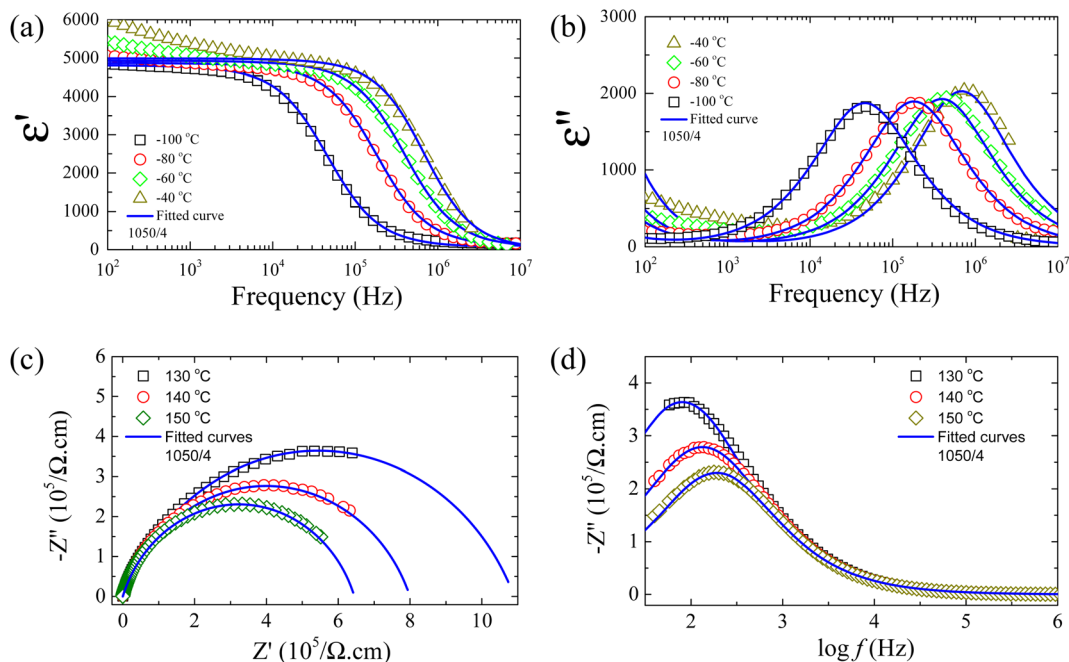 (a)
ε'
6000
5000
4000
3000
2000
1000
0
-100 °C
-80 °C
-60 °C
-40 °C
Fitted curve
1050/4
10² 10³ 10⁴ 10⁵ 10⁶ 10⁷
Frequency (Hz)
(b)
ε''
3000
2000
1000
0
-40 °C
-60 °C
-80 °C
-100 °C
Fitted curve
1050/4
10² 10³ 10⁴ 10⁵ 10⁶ 10⁷
Frequency (Hz)
(c)
-Z'' (10⁵/Ω.cm)
6
5
4
3
2
1
0
130 °C
140 °C
150 °C
Fitted curves
1050/4
0 2 4 6 8 10
Z' (10⁵/Ω.cm)
(d)
-Z'' (10⁵/Ω.cm)
4
3
2
1
0
130 °C
140 °C
150 °C
Fitted curves
1050/4
2 3 4 5 6
log f (Hz)